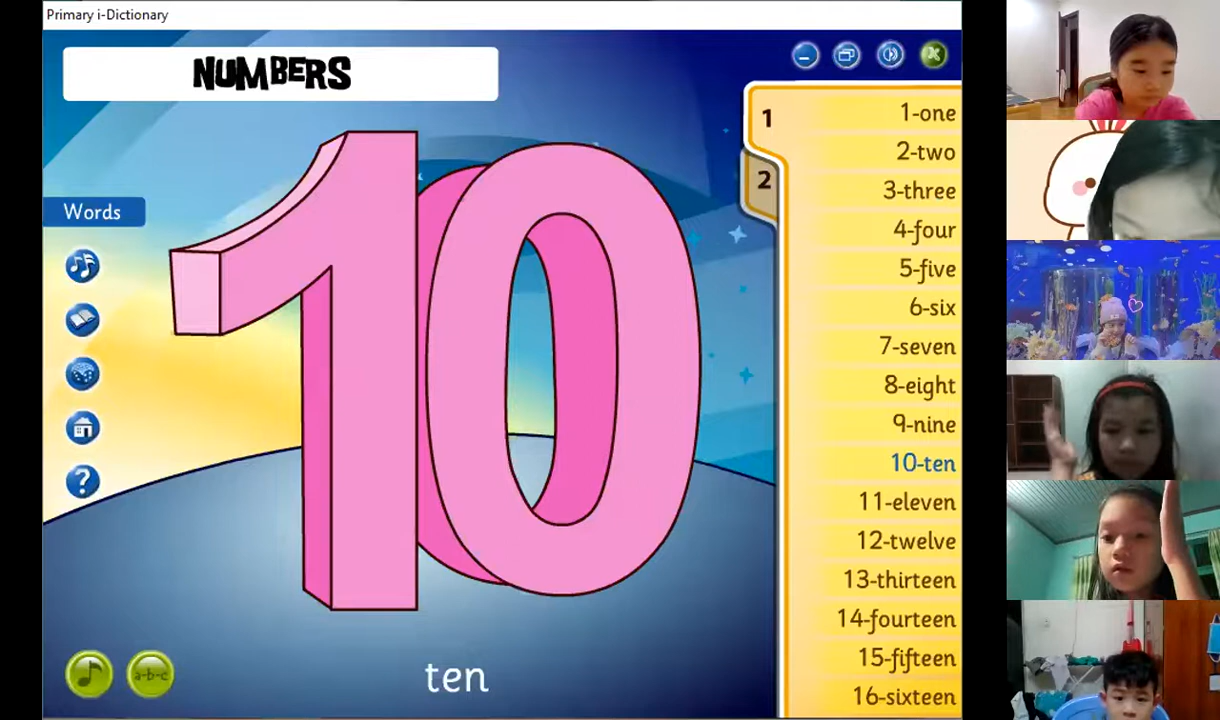 Primary i-Dictionary
NUMBERS
Words
10
ten
a-b-c
1
2
1-one
2-two
3-three
4-four
5-five
6-six
7-seven
8-eight
9-nine
10-ten
11-eleven
12-twelve
13-thirteen
14-fourteen
15-fifteen
16-sixteen